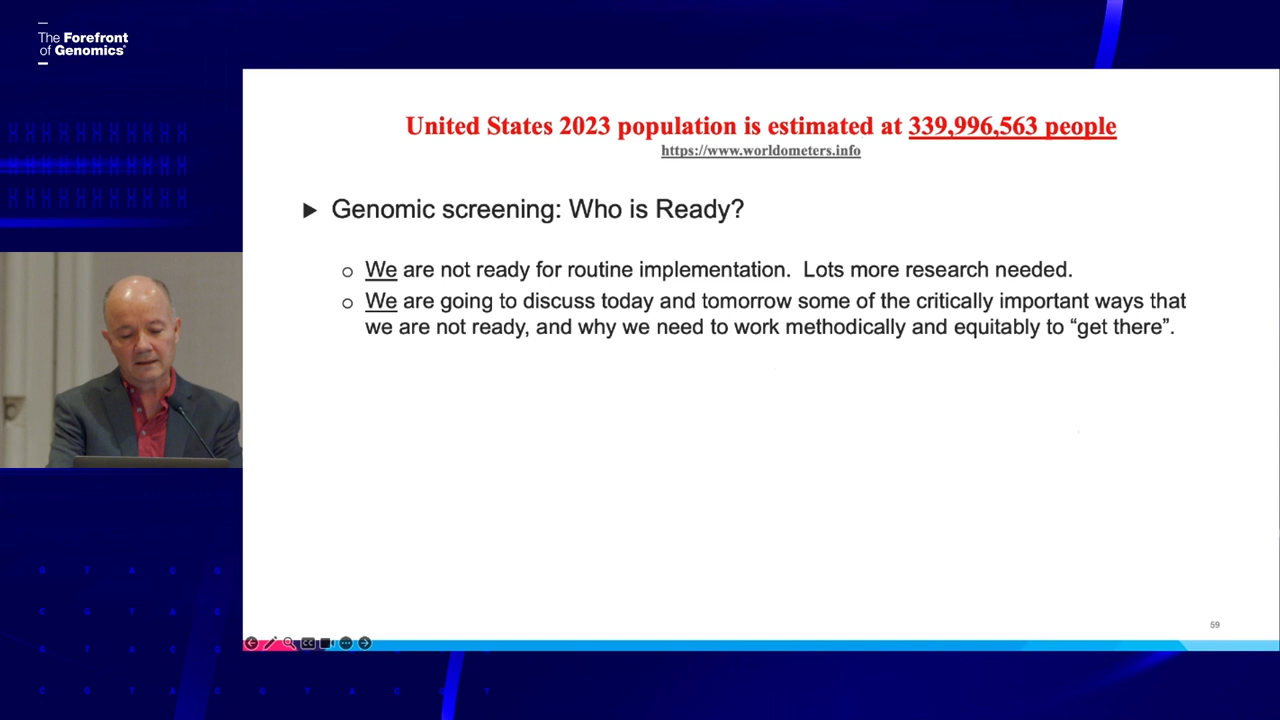 The Forefront
of Genomics®
United States 2023 population is estimated at 339,996,563 people
https://www.worldometers.info
Genomic screening: Who is Ready?
We are not ready for routine implementation.  Lots more research needed.
We are going to discuss today and tomorrow some of the critically important ways that
we are not ready, and why we need to work methodically and equitably to “get there”.
59